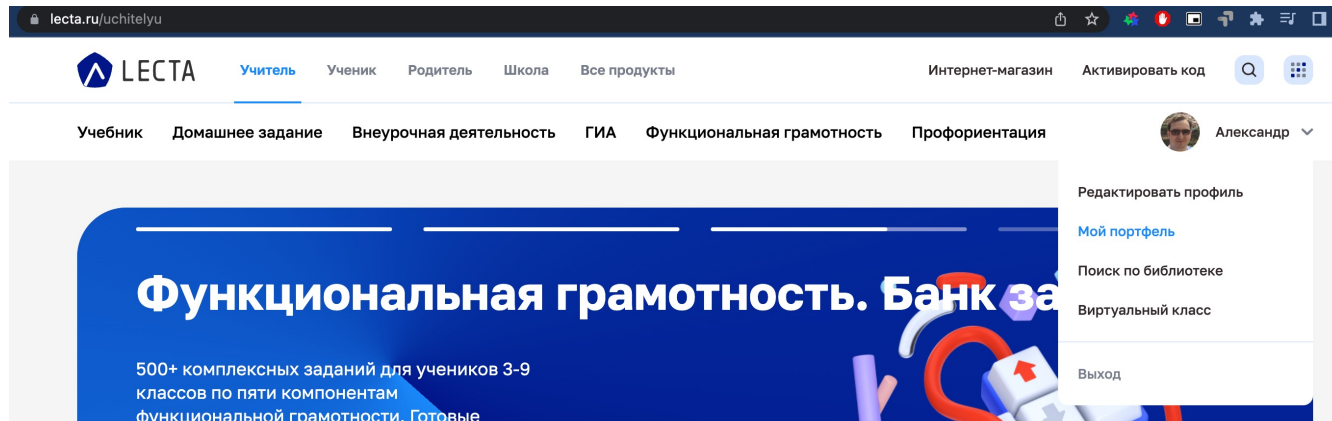 lecta.ru/uchitelyu
LECTA Учитель Ученик Родитель Школа Все продукты Интернет-магазин Активировать код
Учебник Домашнее задание Внеурочная деятельность ГИА Функциональная грамотность Профориентация Александр
Редактировать профиль
Мой портфель
Поиск по библиотеке
Виртуальный класс
Выход
Функциональная грамотность. Банк за
500+ комплексных заданий для учеников 3-9
классов по пяти компонентам
функциональной грамотности. Готовые